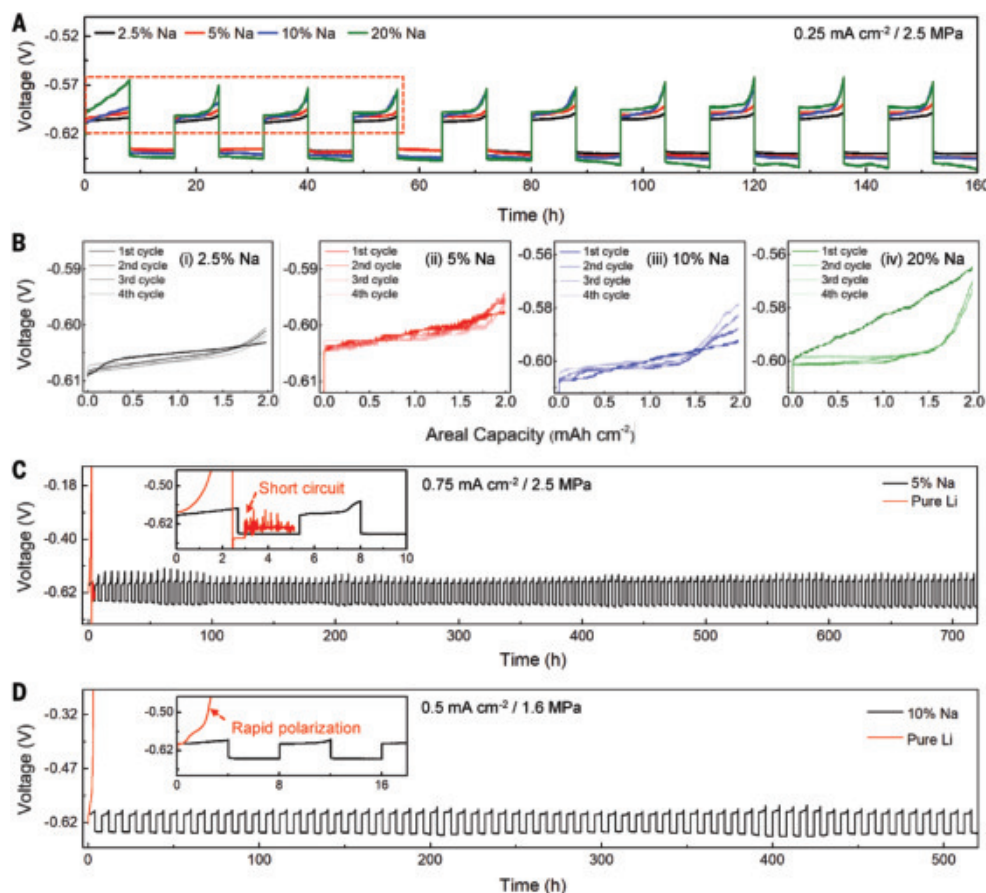 A
2.5% Na 5% Na 10% Na 20% Na
0.25 mA cm⁻² / 2.5 MPa
Voltage (V)
-0.52
-0.57
-0.62
0 20 40 60 80 100 120 140 160
Time (h)
B
Voltage (V)
1st cycle
2nd cycle
3rd cycle
4th cycle
(i) 2.5% Na
-0.59
-0.60
-0.61
0.0 0.5 1.0 1.5 2.0
1st cycle
2nd cycle
3rd cycle
4th cycle
(ii) 5% Na
-0.59
-0.60
-0.61
0.0 0.5 1.0 1.5 2.0
1st cycle
2nd cycle
3rd cycle
4th cycle
(iii) 10% Na
-0.56
-0.58
-0.60
0.0 0.5 1.0 1.5 2.0
1st cycle
2nd cycle
3rd cycle
4th cycle
(iv) 20% Na
-0.56
-0.58
-0.60
0.0 0.5 1.0 1.5 2.0
Areal Capacity (mAh cm⁻²)
C
0.75 mA cm⁻² / 2.5 MPa
5% Na
Pure Li
Short circuit
-0.50
-0.62
0 2 4 6 8 10
Voltage (V)
-0.18
-0.40
-0.62
0 100 200 300 400 500 600 700
Time (h)
D
0.5 mA cm⁻² / 1.6 MPa
10% Na
Pure Li
Rapid polarization
-0.50
-0.62
0 8 16
Voltage (V)
-0.32
-0.47
-0.62
0 100 200 300 400 500
Time (h)